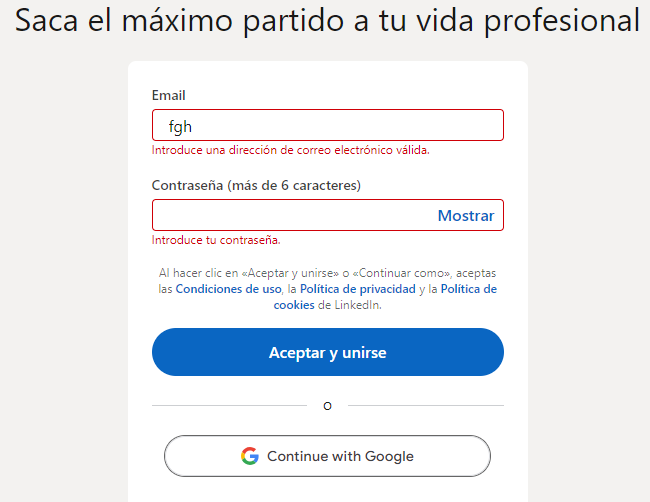 Saca el máximo partido a tu vida profesional
Email
fgh
Introduce una dirección de correo electrónico válida.
Contraseña (más de 6 caracteres)
Mostrar
Introduce tu contraseña.
Al hacer clic en «Aceptar y unirse» o «Continuar como», aceptas
las Condiciones de uso, la Política de privacidad y la Política de
cookies de LinkedIn.
Aceptar y unirse
o
Continue with Google